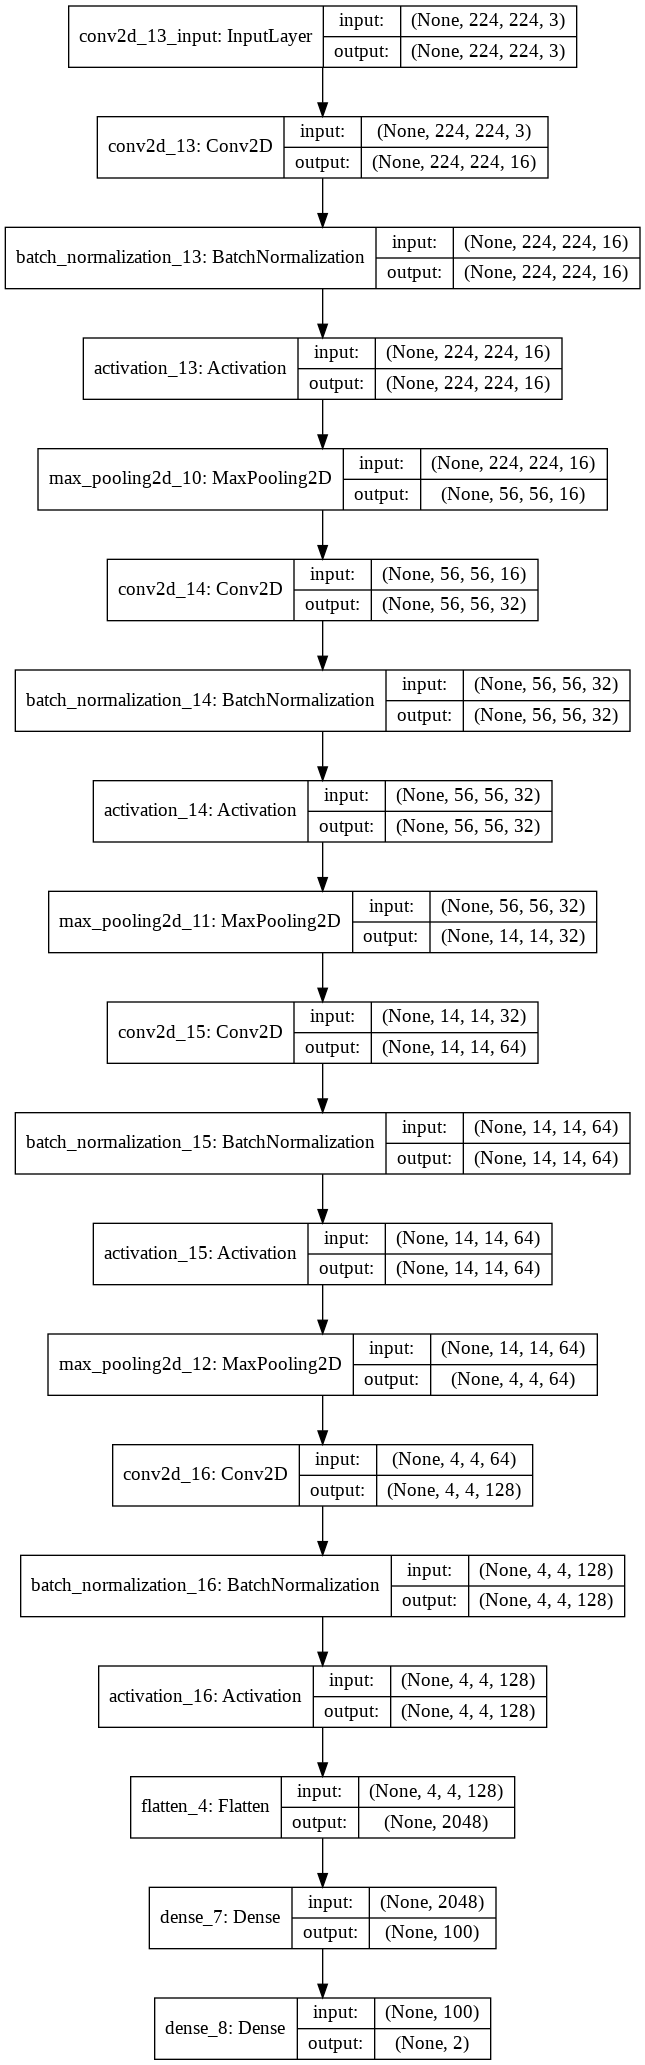 conv2d_13_input: InputLayer
input: (None, 224, 224, 3)
output: (None, 224, 224, 3)
conv2d_13: Conv2D
input: (None, 224, 224, 3)
output: (None, 224, 224, 16)
batch_normalization_13: BatchNormalization
input: (None, 224, 224, 16)
output: (None, 224, 224, 16)
activation_13: Activation
input: (None, 224, 224, 16)
output: (None, 224, 224, 16)
max_pooling2d_10: MaxPooling2D
input: (None, 224, 224, 16)
output: (None, 56, 56, 16)
conv2d_14: Conv2D
input: (None, 56, 56, 16)
output: (None, 56, 56, 32)
batch_normalization_14: BatchNormalization
input: (None, 56, 56, 32)
output: (None, 56, 56, 32)
activation_14: Activation
input: (None, 56, 56, 32)
output: (None, 56, 56, 32)
max_pooling2d_11: MaxPooling2D
input: (None, 56, 56, 32)
output: (None, 14, 14, 32)
conv2d_15: Conv2D
input: (None, 14, 14, 32)
output: (None, 14, 14, 64)
batch_normalization_15: BatchNormalization
input: (None, 14, 14, 64)
output: (None, 14, 14, 64)
activation_15: Activation
input: (None, 14, 14, 64)
output: (None, 14, 14, 64)
max_pooling2d_12: MaxPooling2D
input: (None, 14, 14, 64)
output: (None, 4, 4, 64)
conv2d_16: Conv2D
input: (None, 4, 4, 64)
output: (None, 4, 4, 128)
batch_normalization_16: BatchNormalization
input: (None, 4, 4, 128)
output: (None, 4, 4, 128)
activation_16: Activation
input: (None, 4, 4, 128)
output: (None, 4, 4, 128)
flatten_4: Flatten
input: (None, 4, 4, 128)
output: (None, 2048)
dense_7: Dense
input: (None, 2048)
output: (None, 100)
dense_8: Dense
input: (None, 100)
output: (None, 2)